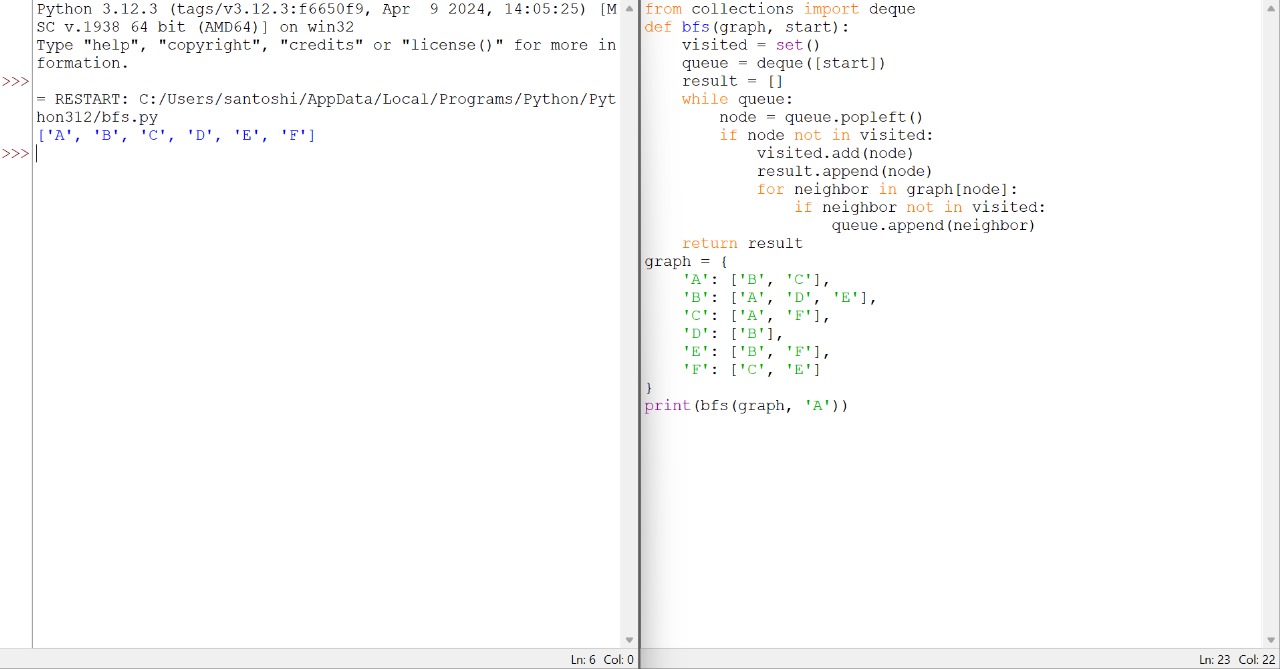 Python 3.12.3 (tags/v3.12.3:f6650f9, Apr  9 2024, 14:05:25) [M
SC v.1938 64 bit (AMD64)] on win32
Type "help", "copyright", "credits" or "license()" for more in
formation.
>>>
= RESTART: C:/Users/santoshi/AppData/Local/Programs/Python/Pyt
hon312/bfs.py
['A', 'B', 'C', 'D', 'E', 'F']
>>>
Ln: 6 Col: 0
from collections import deque
def bfs(graph, start):
    visited = set()
    queue = deque([start])
    result = []
    while queue:
        node = queue.popleft()
        if node not in visited:
            visited.add(node)
            result.append(node)
            for neighbor in graph[node]:
                if neighbor not in visited:
                    queue.append(neighbor)
    return result
graph = {
    'A': ['B', 'C'],
    'B': ['A', 'D', 'E'],
    'C': ['A', 'F'],
    'D': ['B'],
    'E': ['B', 'F'],
    'F': ['C', 'E']
}
print(bfs(graph, 'A'))
Ln: 23 Col: 22